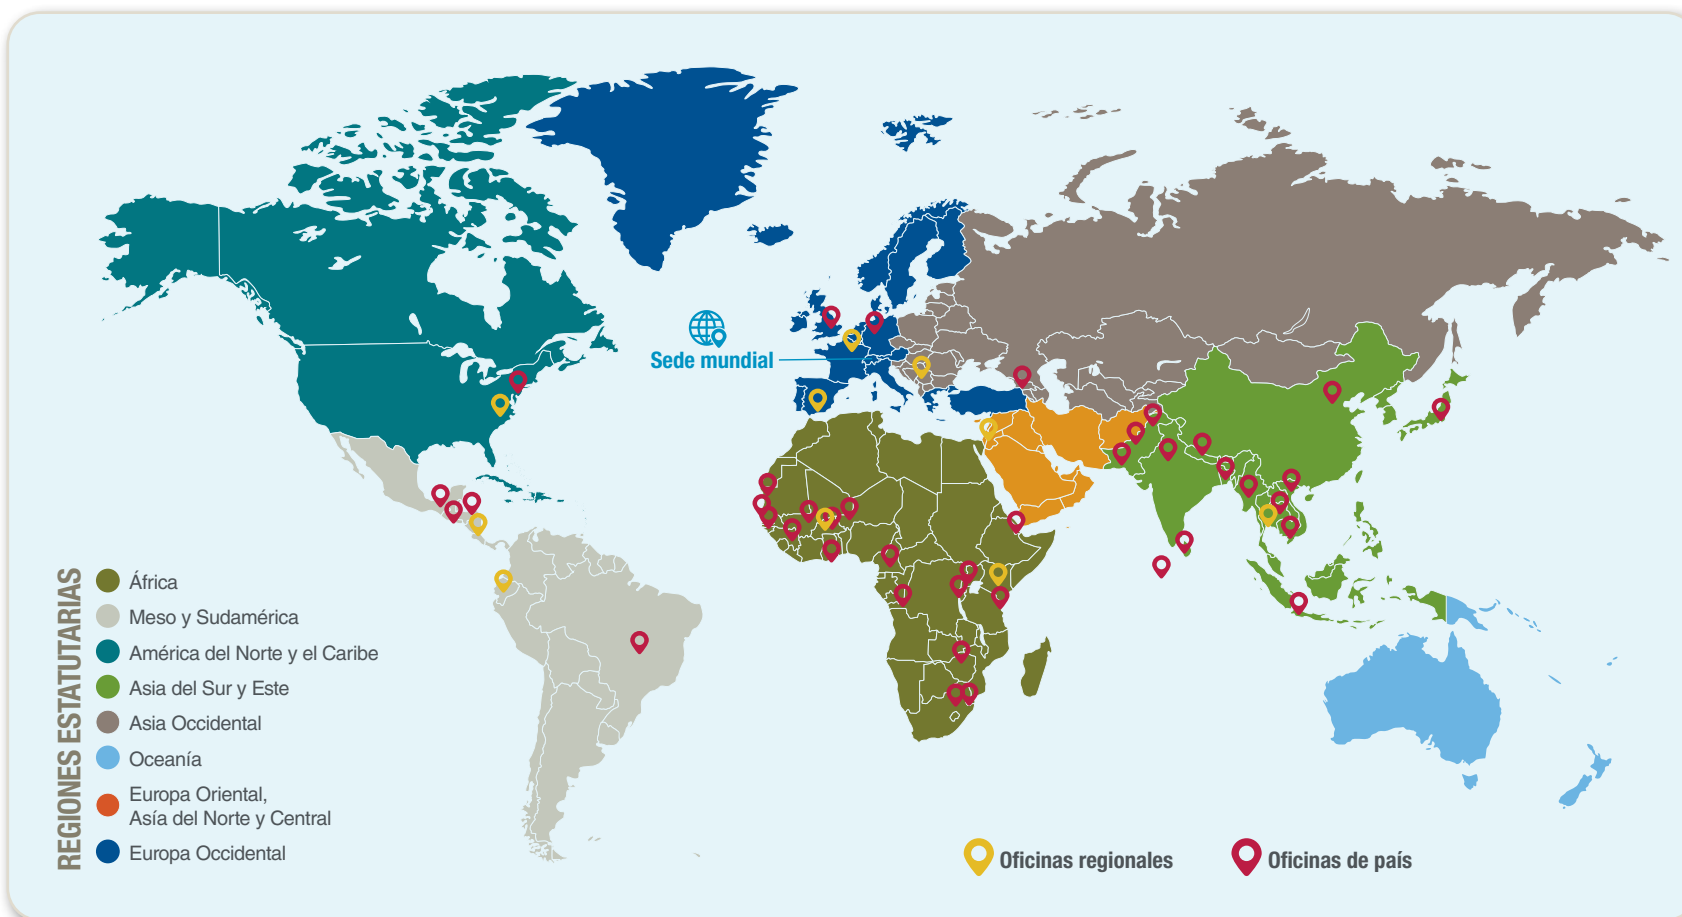 Sede mundial
REGIONES ESTATUTARIAS
África
Meso y Sudamérica
América del Norte y el Caribe
Asia del Sur y Este
Asia Occidental
Oceanía
Europa Oriental,
Asía del Norte y Central
Europa Occidental
Oficinas regionales
Oficinas de país